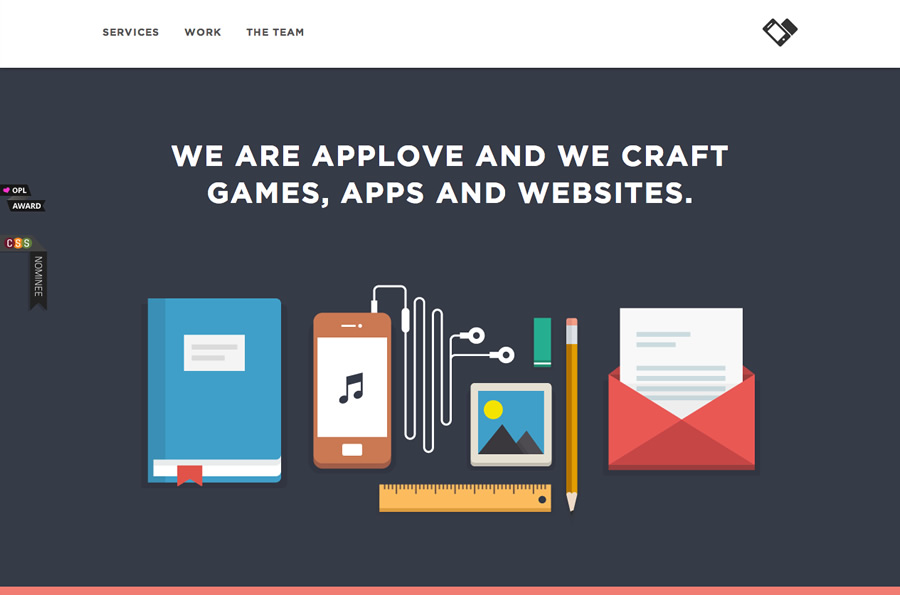 SERVICES WORK THE TEAM
WE ARE APPLOVE AND WE CRAFT
GAMES, APPS AND WEBSITES.
OPL
AWARD
CSS
NOMINEE